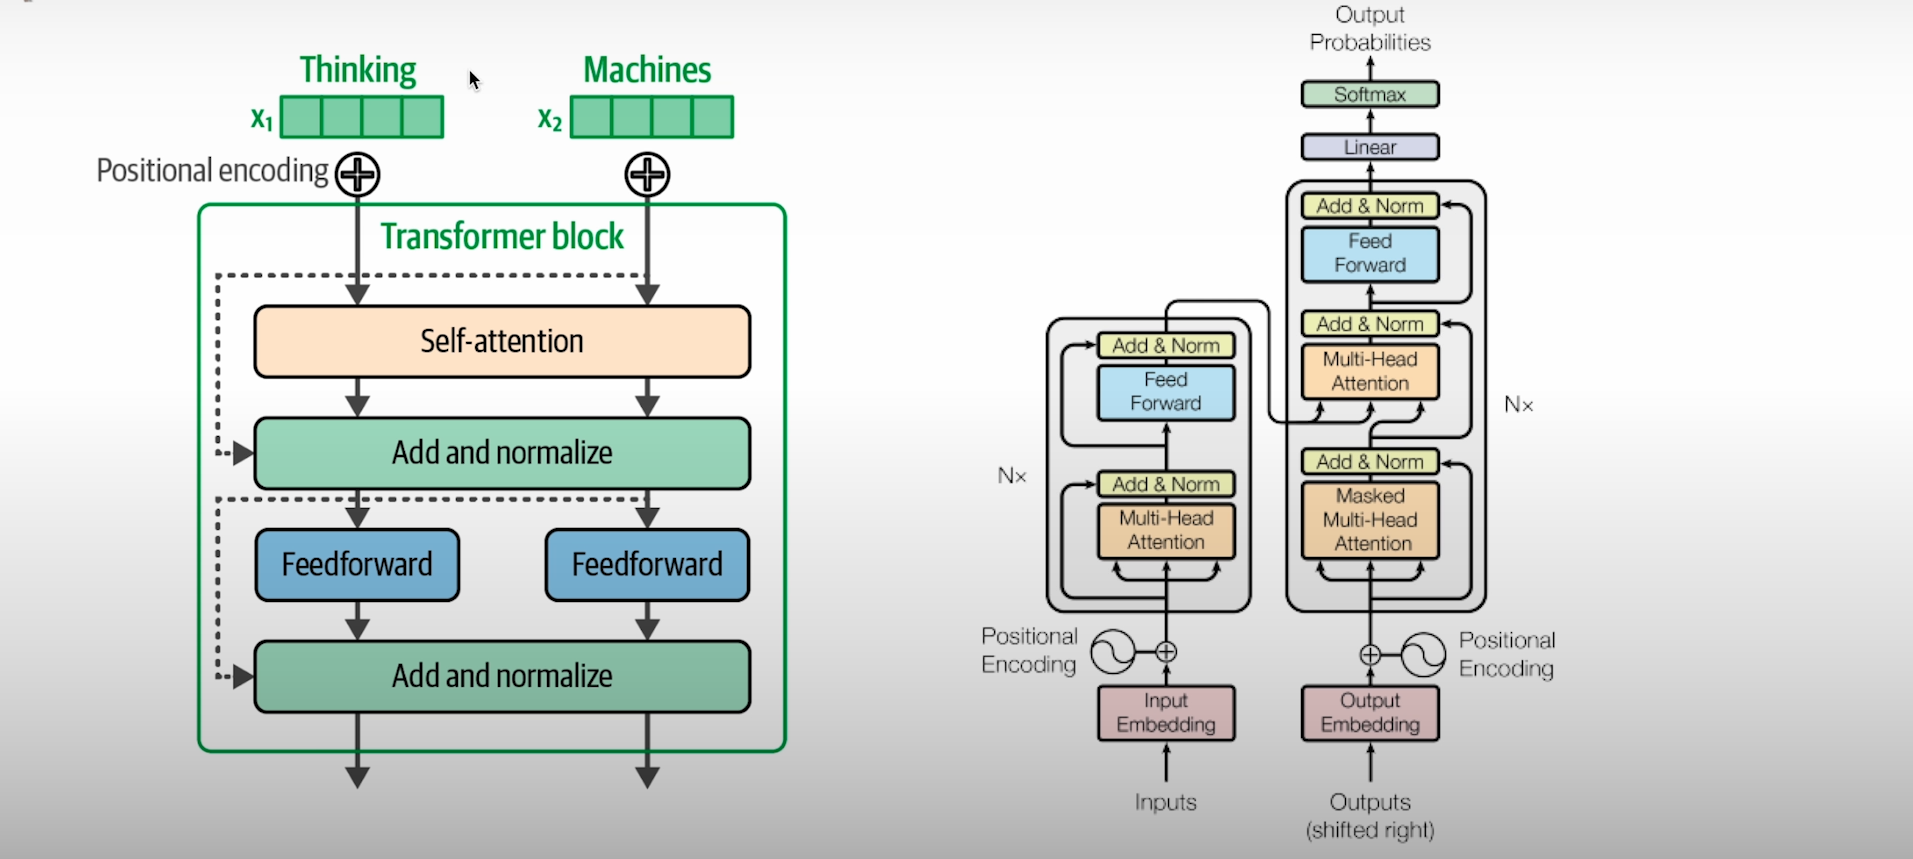 Thinking
Machines
x₁
x₂
Positional encoding
Transformer block
Self-attention
Add and normalize
Feedforward
Feedforward
Add and normalize
Output
Probabilities
Softmax
Linear
Add & Norm
Feed
Forward
Add & Norm
Multi-Head
Attention
Nx
Add & Norm
Masked
Multi-Head
Attention
Add & Norm
Feed
Forward
Nx
Add & Norm
Multi-Head
Attention
Positional
Encoding
Positional
Encoding
Input
Embedding
Output
Embedding
Inputs
Outputs
(shifted right)